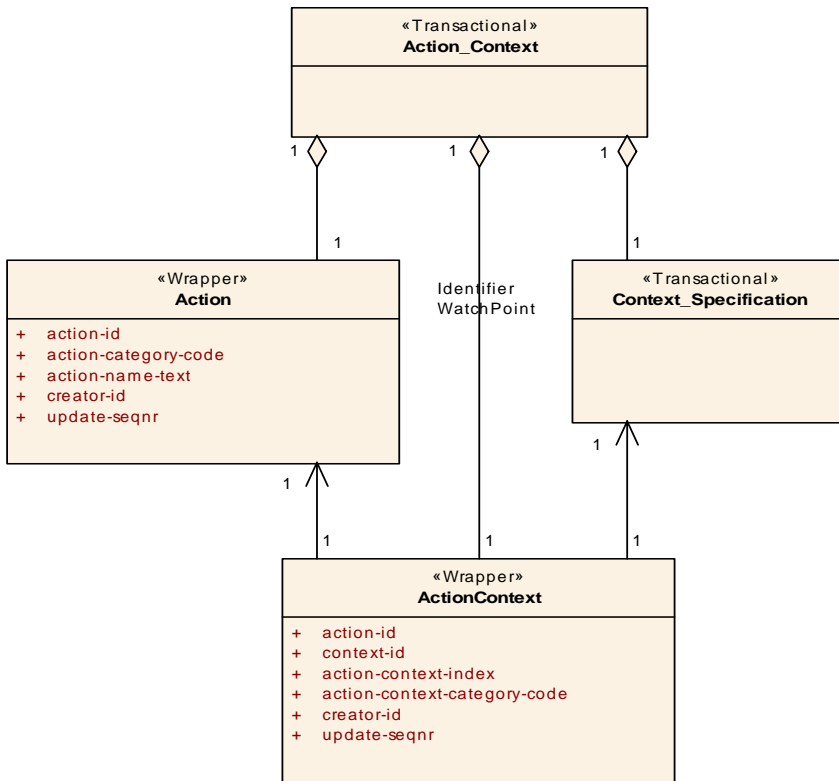 «Transactional»
Action_Context
1
1
1
1
1
«Wrapper»
Action
+ action-id
+ action-category-code
+ action-name-text
+ creator-id
+ update-seqnr
Identifier
WatchPoint
«Transactional»
Context_Specification
1
1
1
1
1
«Wrapper»
ActionContext
+ action-id
+ context-id
+ action-context-index
+ action-context-category-code
+ creator-id
+ update-seqnr